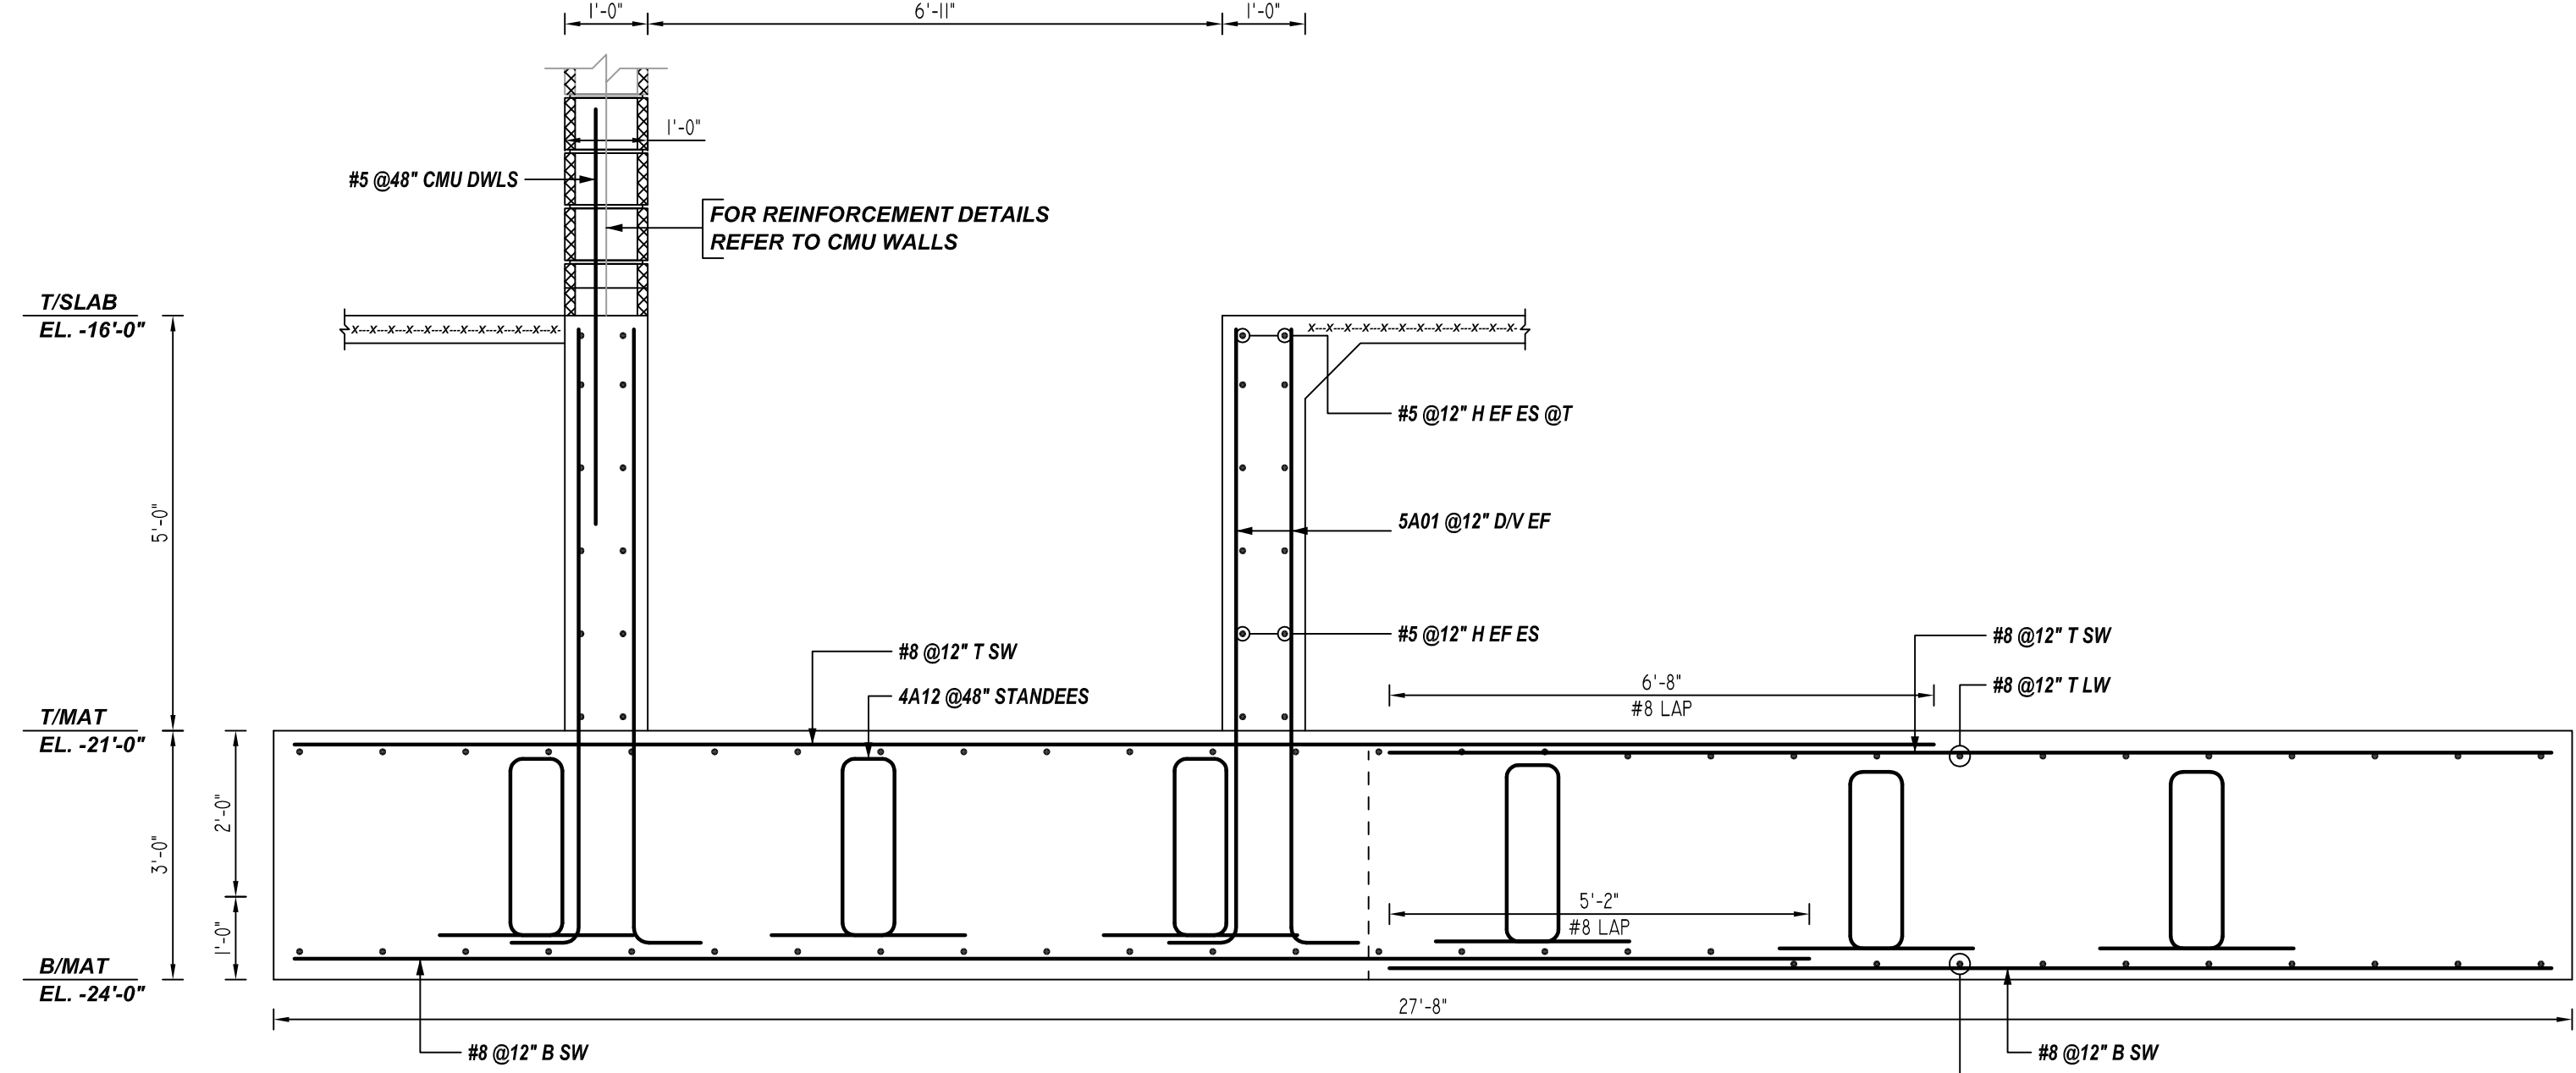 1'-0"
6'-11"
1'-0"
1'-0"
#5 @48" CMU DWLS
FOR REINFORCEMENT DETAILS
REFER TO CMU WALLS
T/SLAB
EL. -16'-0"
x---x---x---x---x---x---x---x---x---x---x---x-
x---x---x---x---x---x---x---x---x---x---x---x-
#5 @12" H EF ES @T
5'-0"
5A01 @12" D/V EF
#5 @12" H EF ES
#8 @12" T SW
#8 @12" T SW
4A12 @48" STANDEES
6'-8"
#8 LAP
#8 @12" T LW
T/MAT
EL. -21'-0"
2'-0"
3'-0"
1'-0"
5'-2"
#8 LAP
B/MAT
EL. -24'-0"
27'-8"
#8 @12" B SW
#8 @12" B SW